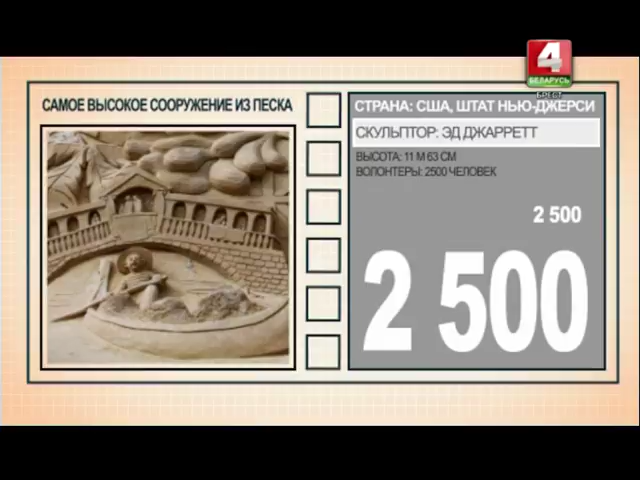 4
БЕЛАРУСЬ
БРЕСТ
САМОЕ ВЫСОКОЕ СООРУЖЕНИЕ ИЗ ПЕСКА
СТРАНА: США, ШТАТ НЬЮ-ДЖЕРСИ
СКУЛЬПТОР: ЭД ДЖАРРЕТТ
ВЫСОТА: 11 М 63 СМ
ВОЛОНТЕРЫ: 2500 ЧЕЛОВЕК
2 500
2 500